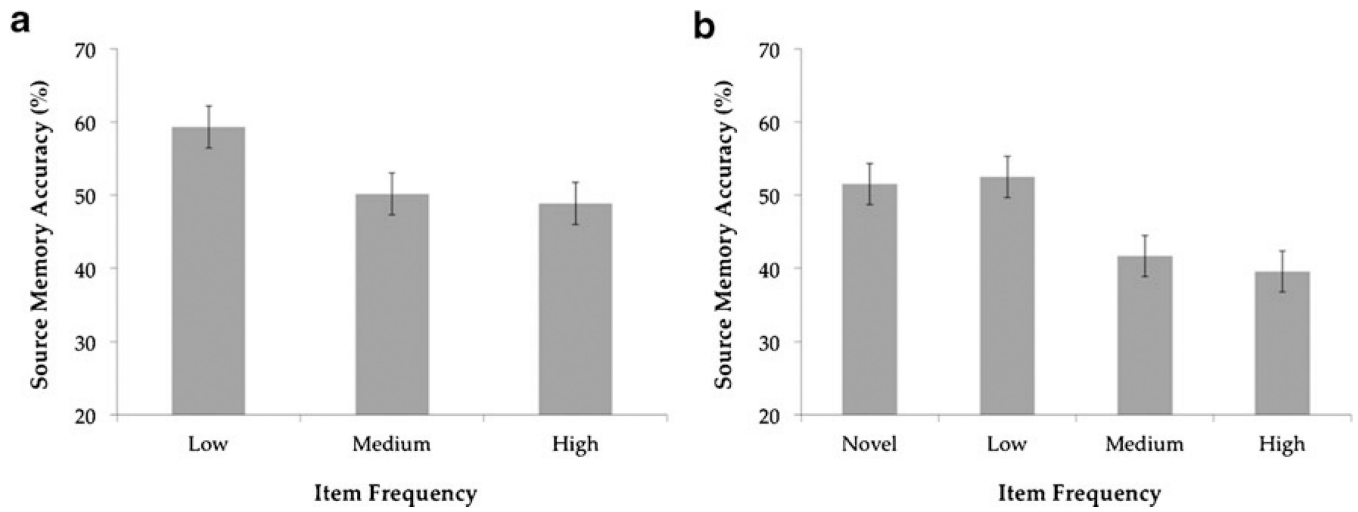 a
70
60
50
40
30
20
Source Memory Accuracy (%)
Low Medium High
Item Frequency
b
70
60
50
40
30
20
Source Memory Accuracy (%)
Novel Low Medium High
Item Frequency